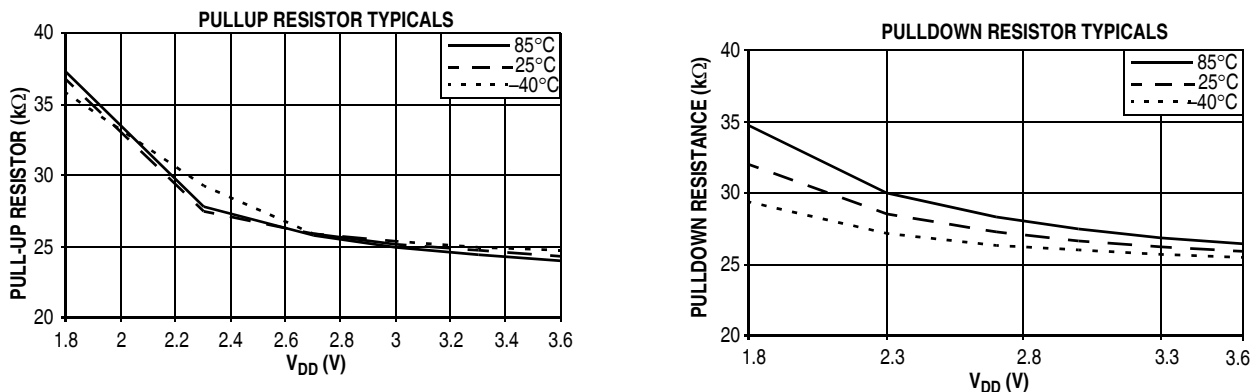 PULLUP RESISTOR TYPICALS
PULL-UP RESISTOR (kΩ)
40
35
30
25
20
85°C
25°C
–40°C
1.8 2 2.2 2.4 2.6 2.8 3 3.2 3.4 3.6
VDD (V)
PULLDOWN RESISTOR TYPICALS
PULLDOWN RESISTANCE (kΩ)
40
35
30
25
20
85°C
25°C
–40°C
1.8 2.3 2.8 3.3 3.6
VDD (V)